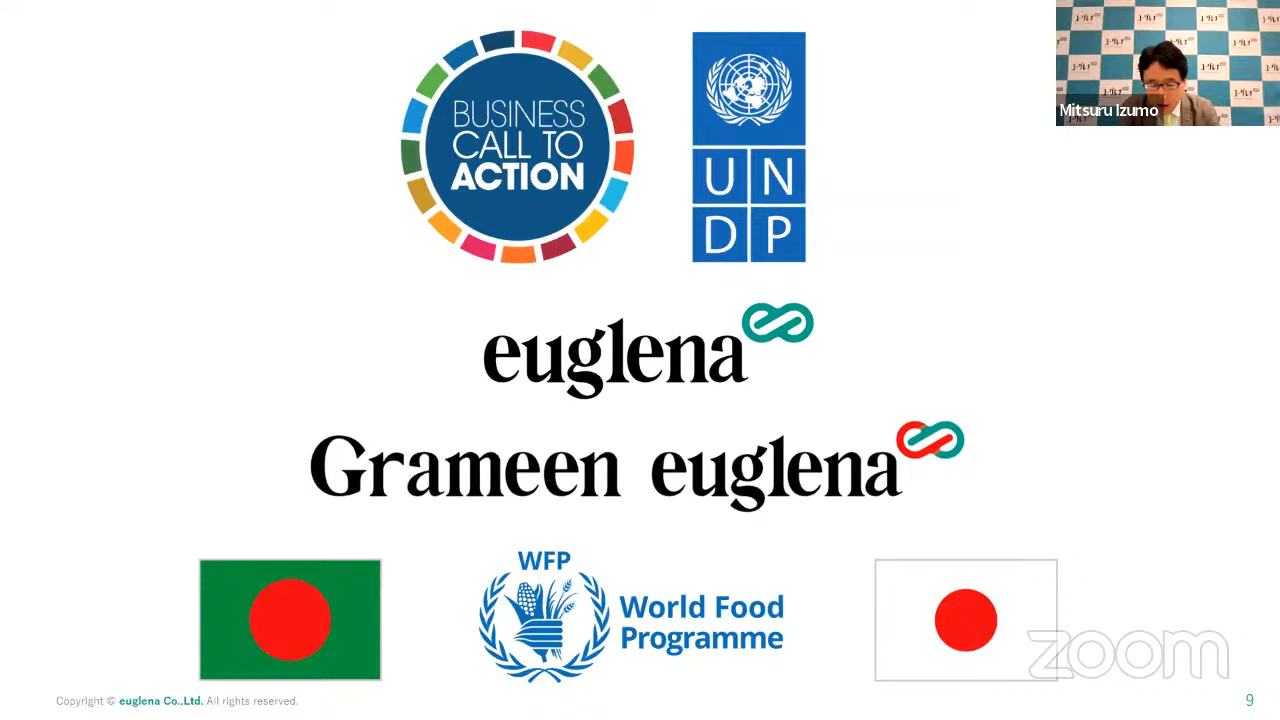 BUSINESS
CALL TO
ACTION
U N
D P
Mitsuru Izumo
euglena
Grameen euglena
WFP
World Food
Programme
zoom
Copyright © euglena Co.,Ltd. All rights reserved.
9